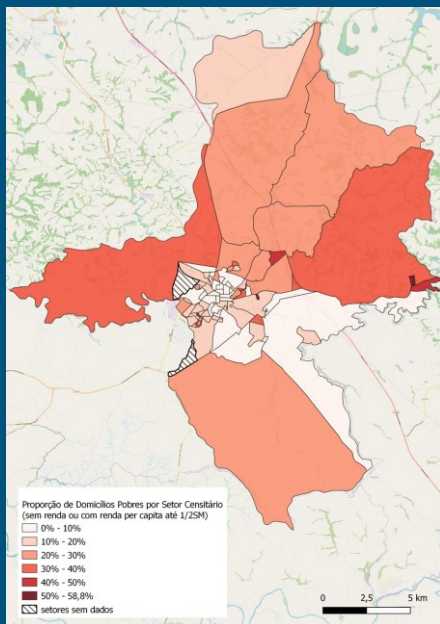 Proporção de Domicílios Pobres por Setor Censitário
(sem renda ou com renda per capita até 1/2SM)
0% - 10%
10% - 20%
20% - 30%
30% - 40%
40% - 50%
50% - 58,8%
setores sem dados
0 2,5 5 km